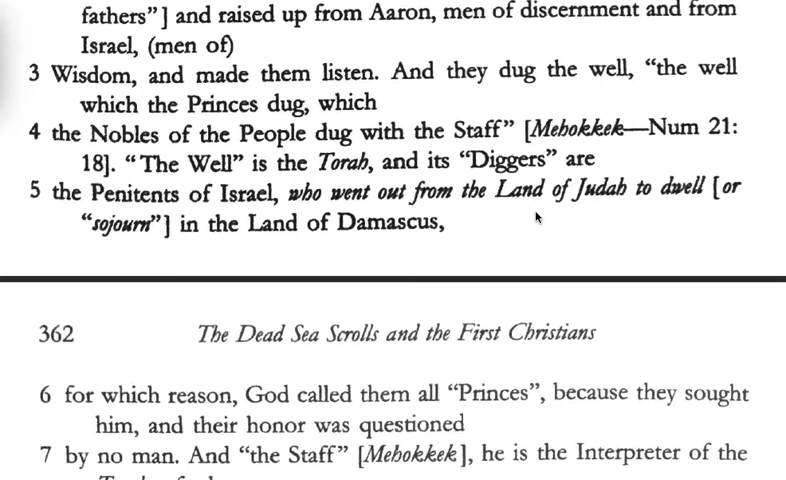 fathers”] and raised up from Aaron, men of discernment and from
Israel, (men of)
3 Wisdom, and made them listen. And they dug the well, “the well
which the Princes dug, which
4 the Nobles of the People dug with the Staff” [Mehokkek—Num 21:
18]. “The Well” is the Torah, and its “Diggers” are
5 the Penitents of Israel, who went out from the Land of Judah to dwell [or
“sojourn”] in the Land of Damascus,
362 The Dead Sea Scrolls and the First Christians
6 for which reason, God called them all “Princes”, because they sought
him, and their honor was questioned
7 by no man. And “the Staff” [Mehokkek], he is the Interpreter of the